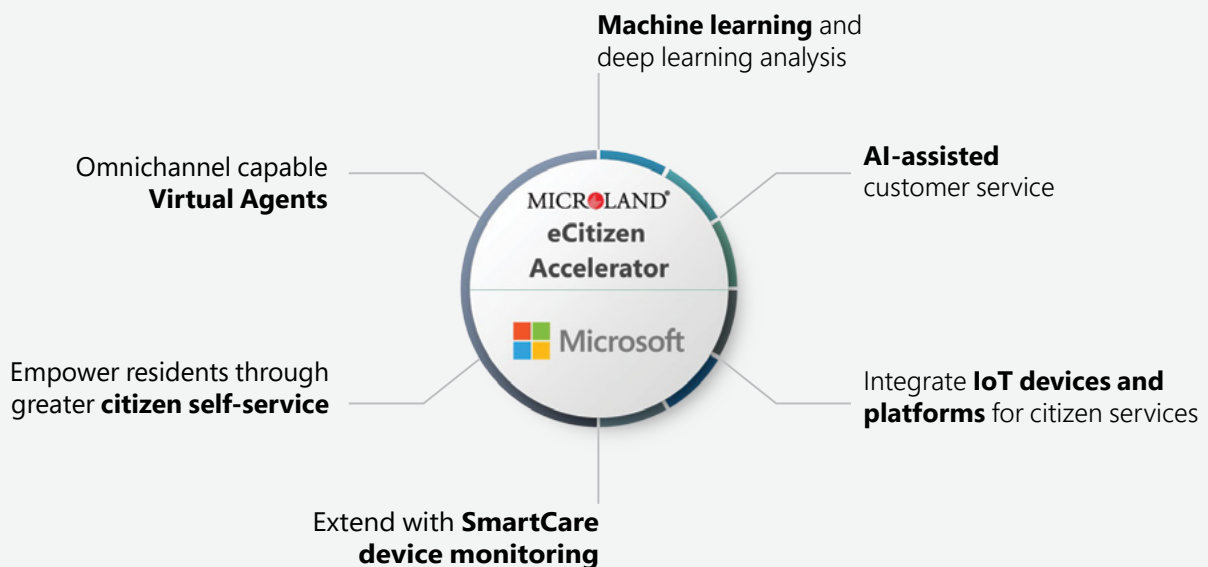 Machine learning and
deep learning analysis
Omnichannel capable
Virtual Agents
AI-assisted
customer service
MICROLAND®
eCitizen
Accelerator
Microsoft
Empower residents through
greater citizen self-service
Integrate IoT devices and
platforms for citizen services
Extend with SmartCare
device monitoring